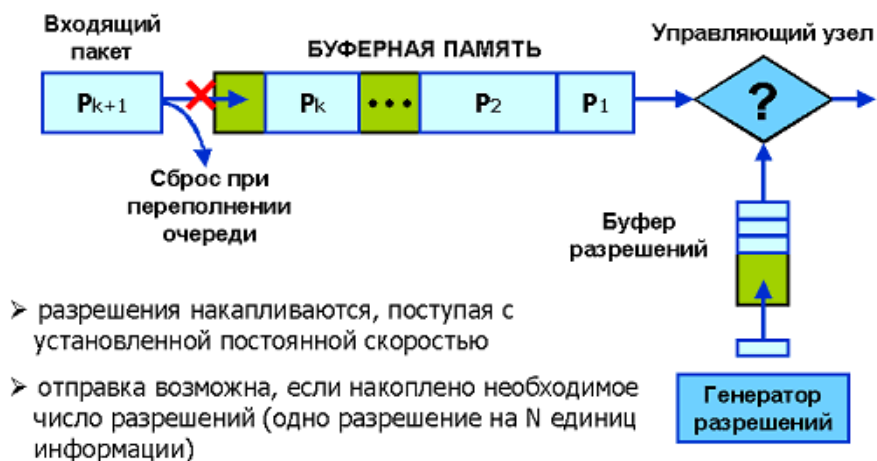 Входящий
пакет
БУФЕРНАЯ ПАМЯТЬ
Управляющий узел
Pk+1
Pk
•••
P2
P1
?
Сброс при
переполнении
очереди
Буфер
разрешений
➢ разрешения накапливаются, поступая с
установленной постоянной скоростью
➢ отправка возможна, если накоплено необходимое
число разрешений (одно разрешение на N единиц
информации)
Генератор
разрешений